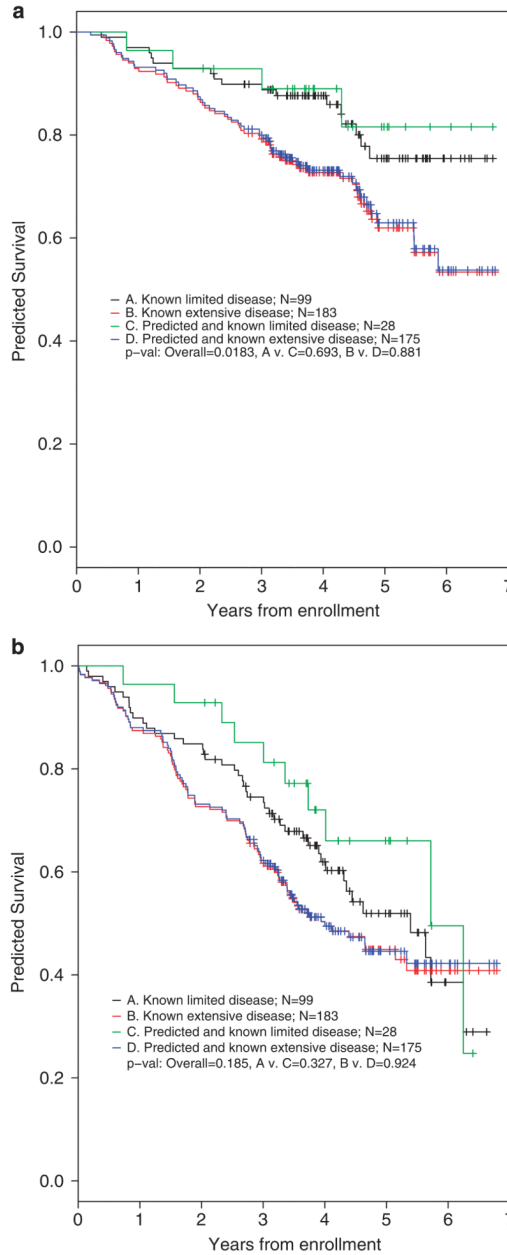 a
1.0
0.8
0.6
0.4
0.2
0.0
Predicted Survival
A. Known limited disease; N=99
B. Known extensive disease; N=183
C. Predicted and known limited disease; N=28
D. Predicted and known extensive disease; N=175
p-val: Overall=0.0183, A v. C=0.693, B v. D=0.881
0 1 2 3 4 5 6 7
Years from enrollment
b
1.0
0.8
0.6
0.4
0.2
0.0
Predicted Survival
A. Known limited disease; N=99
B. Known extensive disease; N=183
C. Predicted and known limited disease; N=28
D. Predicted and known extensive disease; N=175
p-val: Overall=0.185, A v. C=0.327, B v. D=0.924
0 1 2 3 4 5 6 7
Years from enrollment